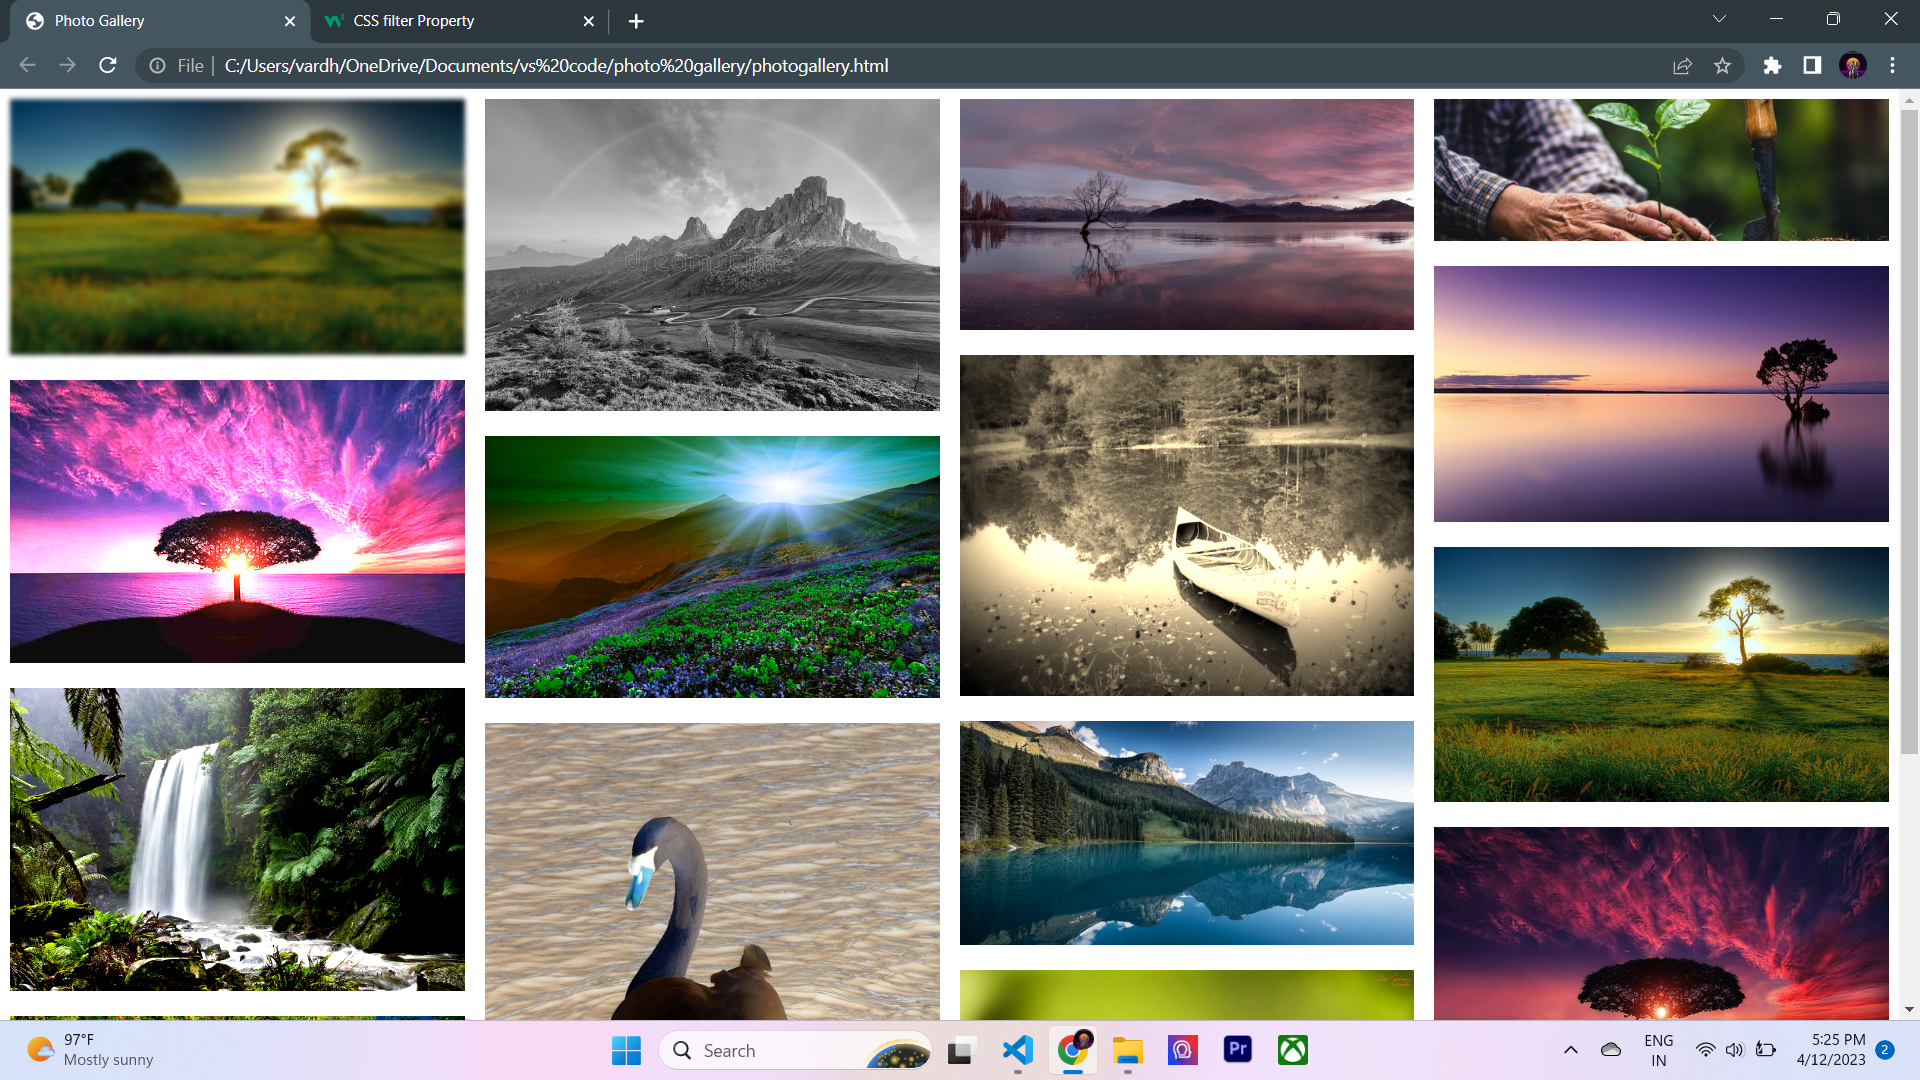 Photo Gallery
CSS filter Property
File
C:/Users/vardh/OneDrive/Documents/vs%20code/photo%20gallery/photogallery.html
dreamstime
97°F
Mostly sunny
Search
Pr
ENG
IN
5:25 PM
4/12/2023
2